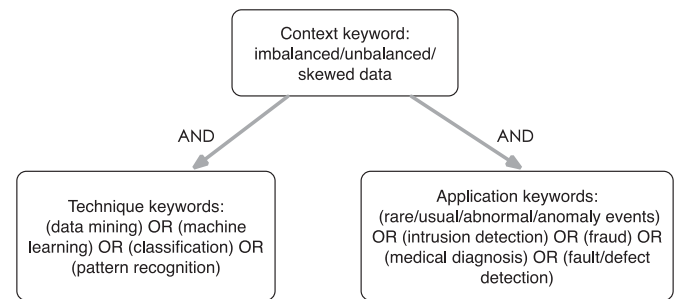 Context keyword:
imbalanced/unbalanced/
skewed data
AND
AND
Technique keywords:
(data mining) OR (machine
learning) OR (classification) OR
(pattern recognition)
Application keywords:
(rare/usual/abnormal/anomaly events)
OR (intrusion detection) OR (fraud) OR
(medical diagnosis) OR (fault/defect
detection)